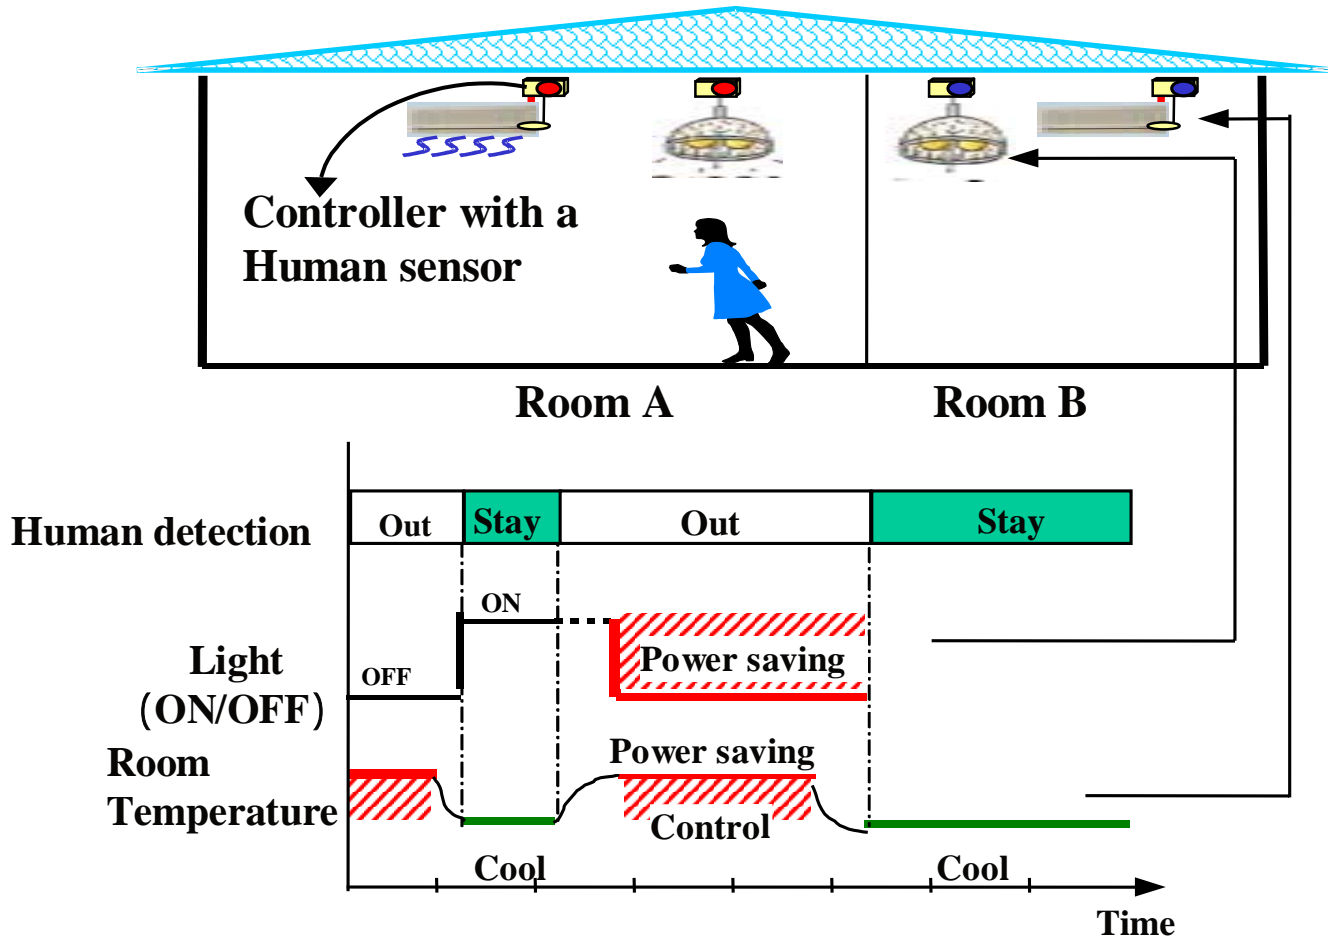 Controller with a
Human sensor
Room A
Room B
Human detection
Out
Stay
Out
Stay
ON
OFF
Light
(ON/OFF)
Power saving
Room
Temperature
Power saving
Control
Cool
Cool
Time